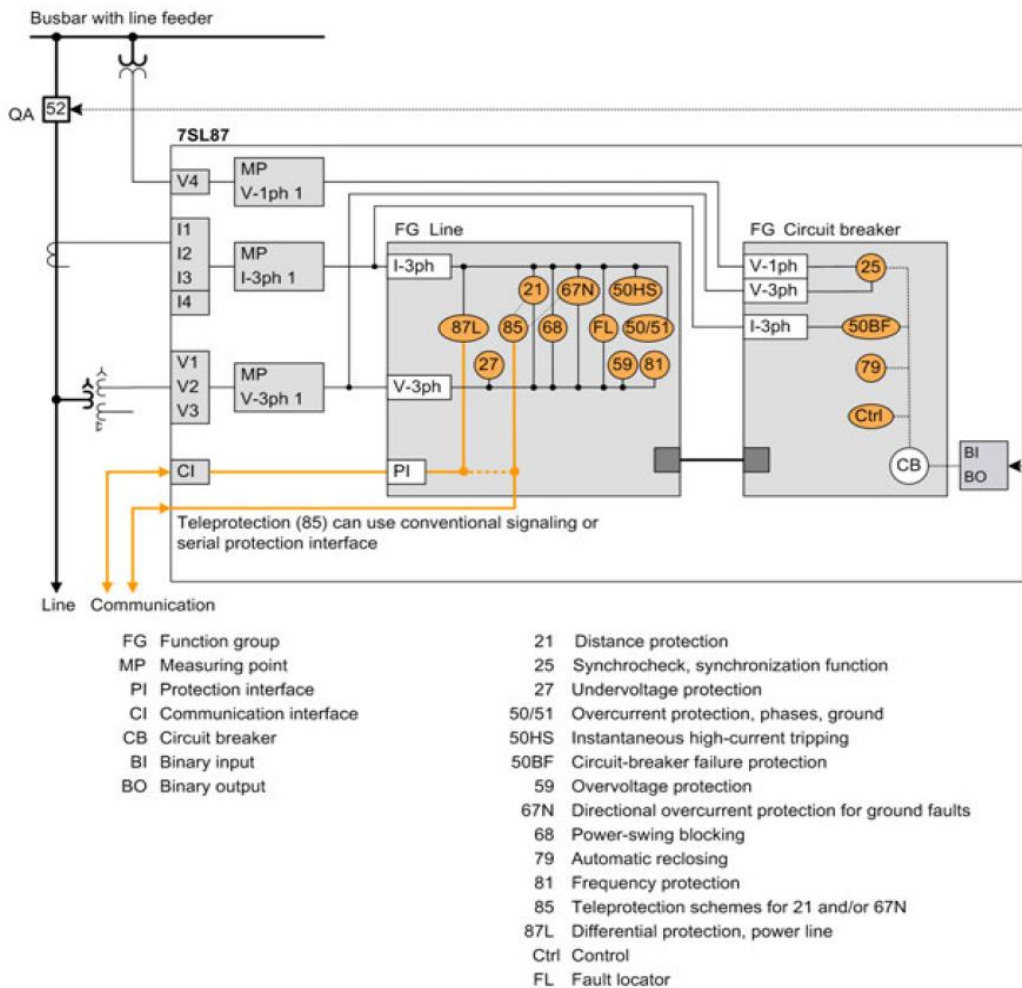 Busbar with line feeder
QA
52
7SL87
V4
MP
V-1ph 1
I1
I2
I3
I4
MP
I-3ph 1
V1
V2
V3
MP
V-3ph 1
CI
FG Line
I-3ph
21
67N
50HS
87L
85
68
FL
50/51
27
59
81
V-3ph
PI
FG Circuit breaker
V-1ph
V-3ph
25
I-3ph
50BF
79
Ctrl
CB
BI
BO
Teleprotection (85) can use conventional signaling or
serial protection interface
Line
Communication
FG Function group
MP Measuring point
PI Protection interface
CI Communication interface
CB Circuit breaker
BI Binary input
BO Binary output
21 Distance protection
25 Synchrocheck, synchronization function
27 Undervoltage protection
50/51 Overcurrent protection, phases, ground
50HS Instantaneous high-current tripping
50BF Circuit-breaker failure protection
59 Overvoltage protection
67N Directional overcurrent protection for ground faults
68 Power-swing blocking
79 Automatic reclosing
81 Frequency protection
85 Teleprotection schemes for 21 and/or 67N
87L Differential protection, power line
Ctrl Control
FL Fault locator